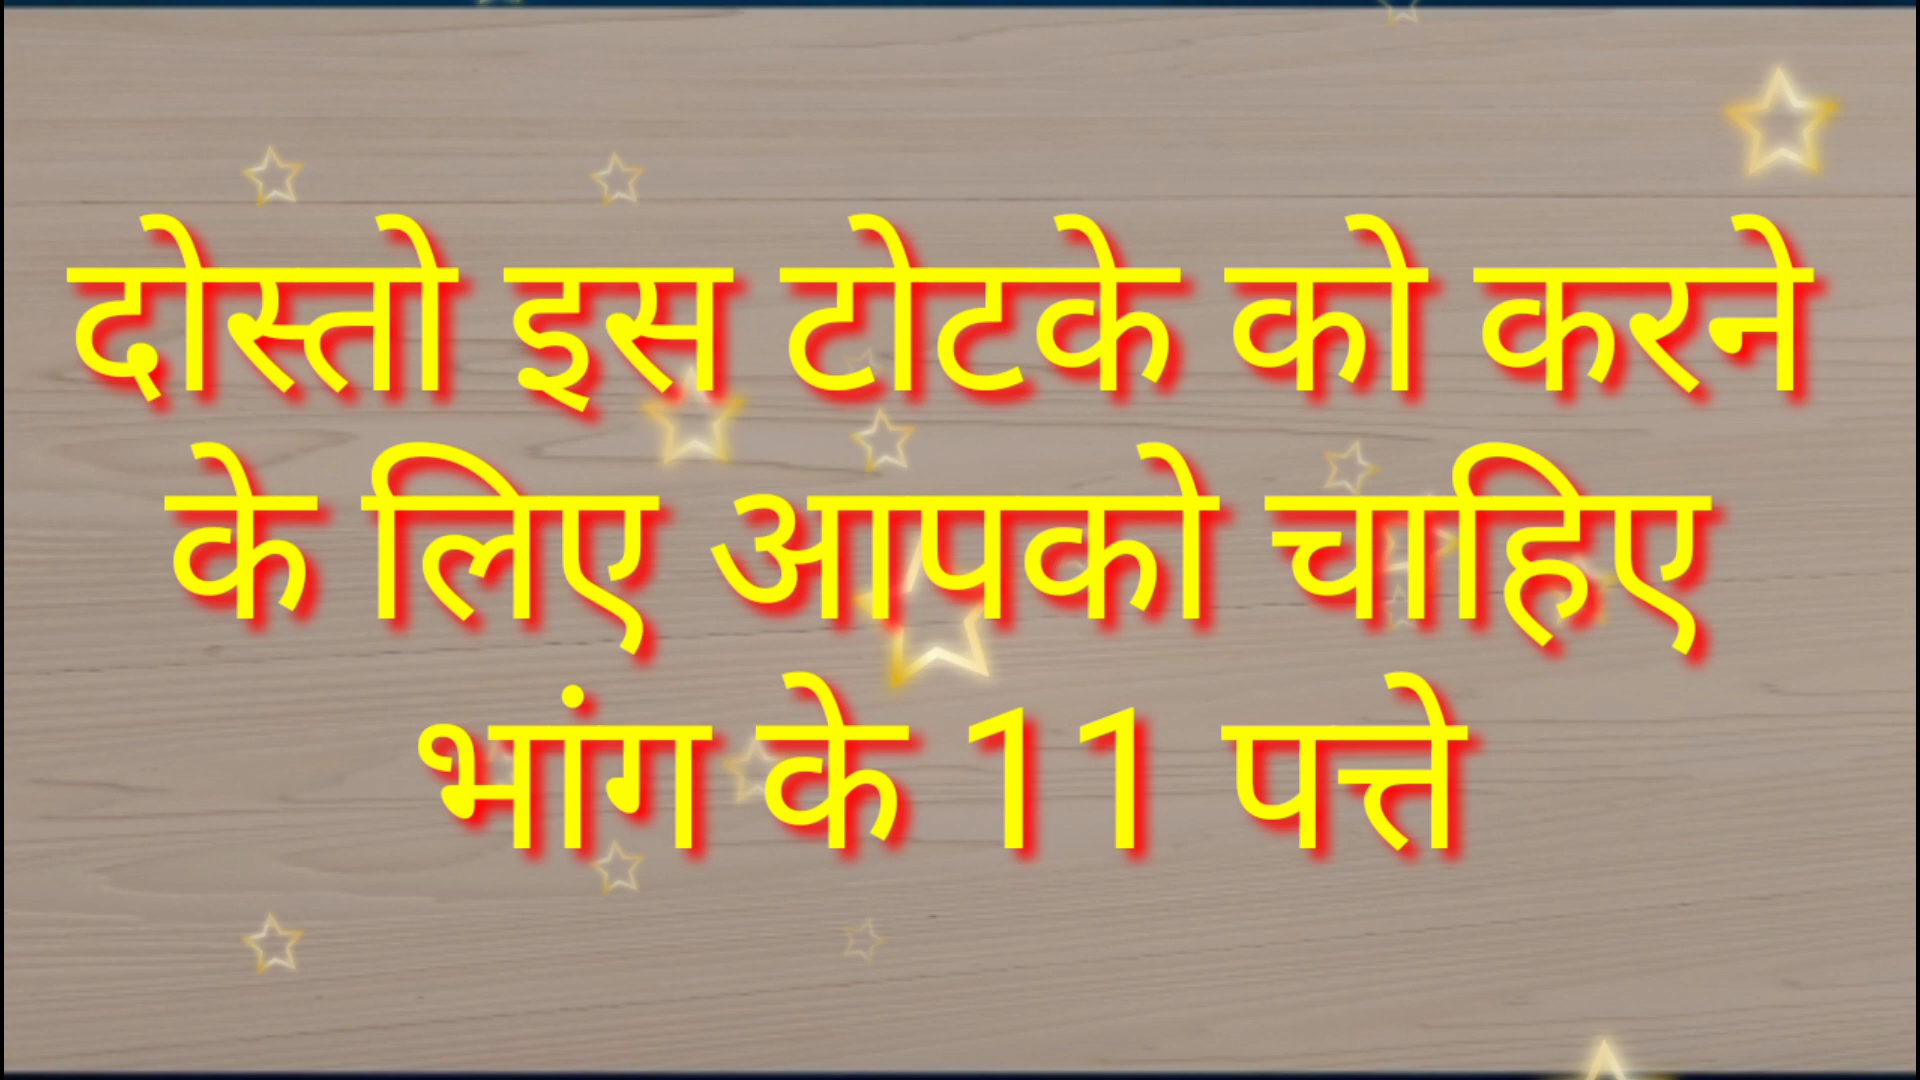 दोस्तो इस टोटके को करने
के लिए आपको चाहिए
भांग के 11 पत्ते